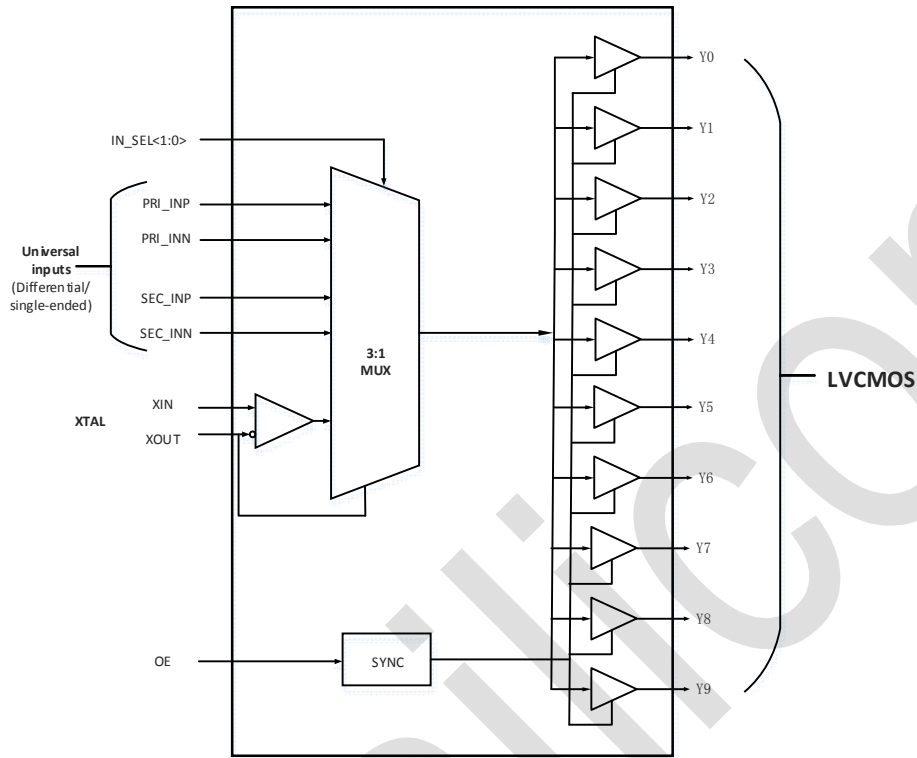 IN_SEL<1:0>
PRI_INP
PRI_INN
Universal
inputs
(Differential/
single-ended)
SEC_INP
SEC_INN
3:1
MUX
XTAL
XIN
XOUT
OE
SYNC
Y0
Y1
Y2
Y3
Y4
Y5
Y6
Y7
Y8
Y9
LVCMOS